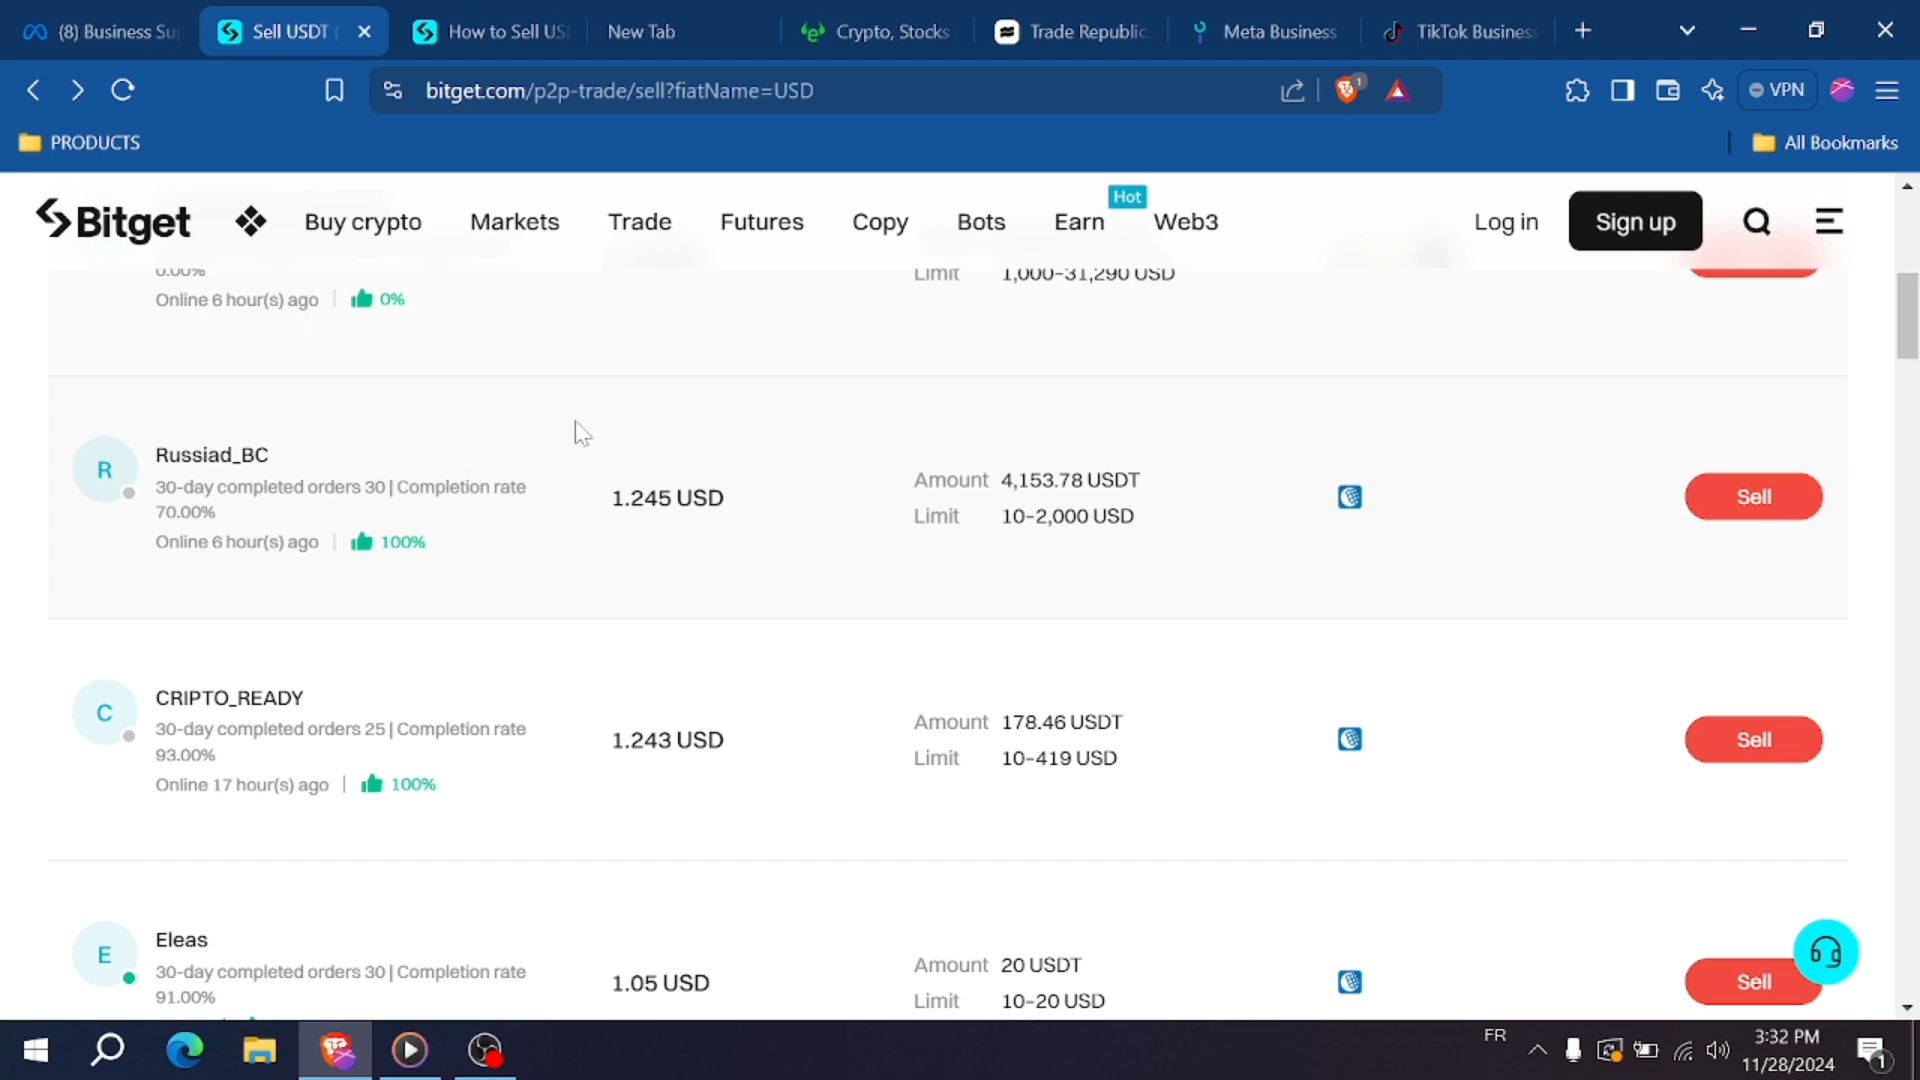 (8) Business Su
Sell USDT
How to Sell US
New Tab
Crypto, Stocks
Trade Republic
Meta Business
TikTok Busines
bitget.com/p2p-trade/sell?fiatName=USD
1
VPN
PRODUCTS
All Bookmarks
Bitget
Buy crypto
Markets
Trade
Futures
Copy
Bots
Earn
Hot
Web3
Log in
Sign up
0.00%
Online 6 hour(s) ago
0%
Limit 1,000-31,290 USD
R
Russiad_BC
30-day completed orders 30 | Completion rate
70.00%
Online 6 hour(s) ago
100%
1.245 USD
Amount 4,153.78 USDT
Limit 10-2,000 USD
Sell
C
CRIPTO_READY
30-day completed orders 25 | Completion rate
93.00%
Online 17 hour(s) ago
100%
1.243 USD
Amount 178.46 USDT
Limit 10-419 USD
Sell
E
Eleas
30-day completed orders 30 | Completion rate
91.00%
1.05 USD
Amount 20 USDT
Limit 10-20 USD
Sell
FR
3:32 PM
11/28/2024
1